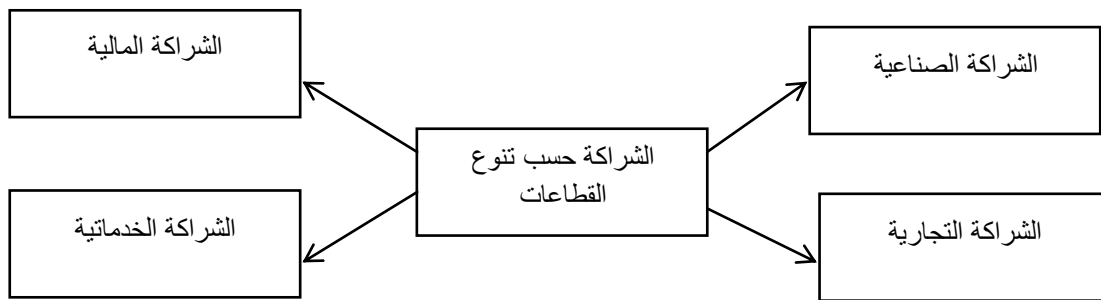 الشراكة الصناعية
الشراكة المالية
الشراكة حسب تنوع
القطاعات
الشراكة التجارية
الشراكة الخدماتية